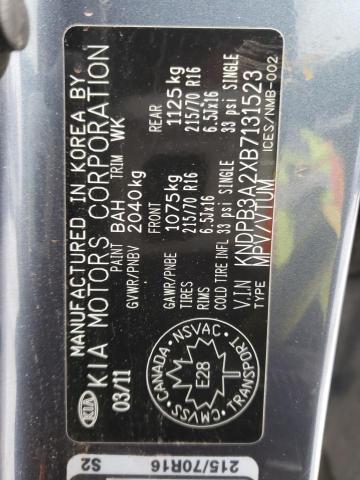 MANUFACTURED IN KOREA BY
KIA MOTORS CORPORATION
KIA
03/11
PAINT BAH TRIM WK
GVWR/PNBV 2040kg
FRONT REAR
GAWR/PNBE 1075kg 1125kg
TIRES 215/70 R16 215/70 R16
RIMS 6.5Jx16 6.5Jx16
COLD TIRE INFL 33 psi SINGLE 33 psi SINGLE
V.I.N KNDPB3A2XB7131523
TYPE MPV/VTUM ICES/NMB-002
CANADA NSVAC TRANSPORT CMVSS
E28
S2 215/70R16